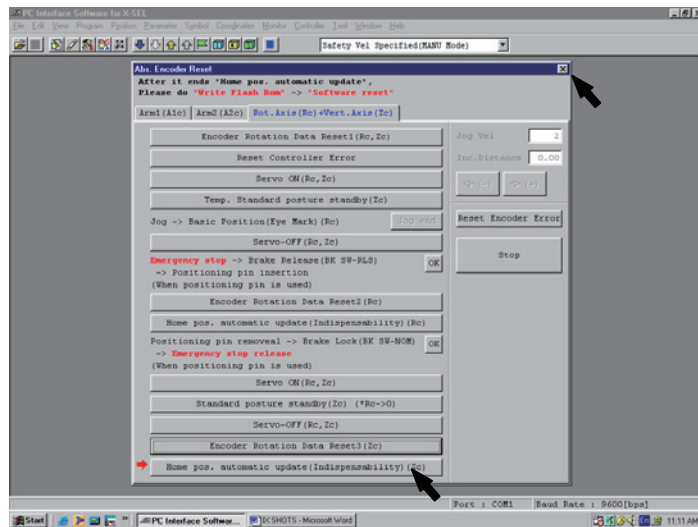 PC Interface Software for X-SEL
File Edit View Program Position Parameter Symbol Coordinates Monitor Controller Tool Window Help
Safety Vel Specified(MANU Mode)
Abs. Encoder Reset
After it ends "Home pos. automatic update",
Please do "Write Flash Rom" -> "Software reset"
Arm1(A1c) Arm2(A2c) Rot.Axis(Rc)+Vert.Axis(Zc)
Encoder Rotation Data Reset1(Rc,Zc)
Reset Controller Error
Servo ON(Rc,Zc)
Temp. Standard posture standby(Zc)
Jog -> Basic Position(Eye Mark)(Rc) Jog end
Servo-OFF(Rc,Zc)
Emergency stop -> Brake Release(BK SW-RLS) OK
-> Positioning pin insertion
(When positioning pin is used)
Encoder Rotation Data Reset2(Rc)
Home pos. automatic update(Indispensability)(Rc)
Positioning pin removeal -> Brake Lock(BK SW-NOM) OK
-> Emergency stop release
(When positioning pin is used)
Servo ON(Rc,Zc)
Standard posture standby(Zc) (*Rc->0)
Servo-OFF(Rc,Zc)
Encoder Rotation Data Reset3(Zc)
Home pos. automatic update(Indispensability)(Zc)
Jog Vel 2
Inc.Distance 0.00
Reset Encoder Error
Stop
Port : COM1 Baud Rate : 9600[bps]
Start PC Interface Softwar... IX SHOTS - Microsoft Word 11:11 AM